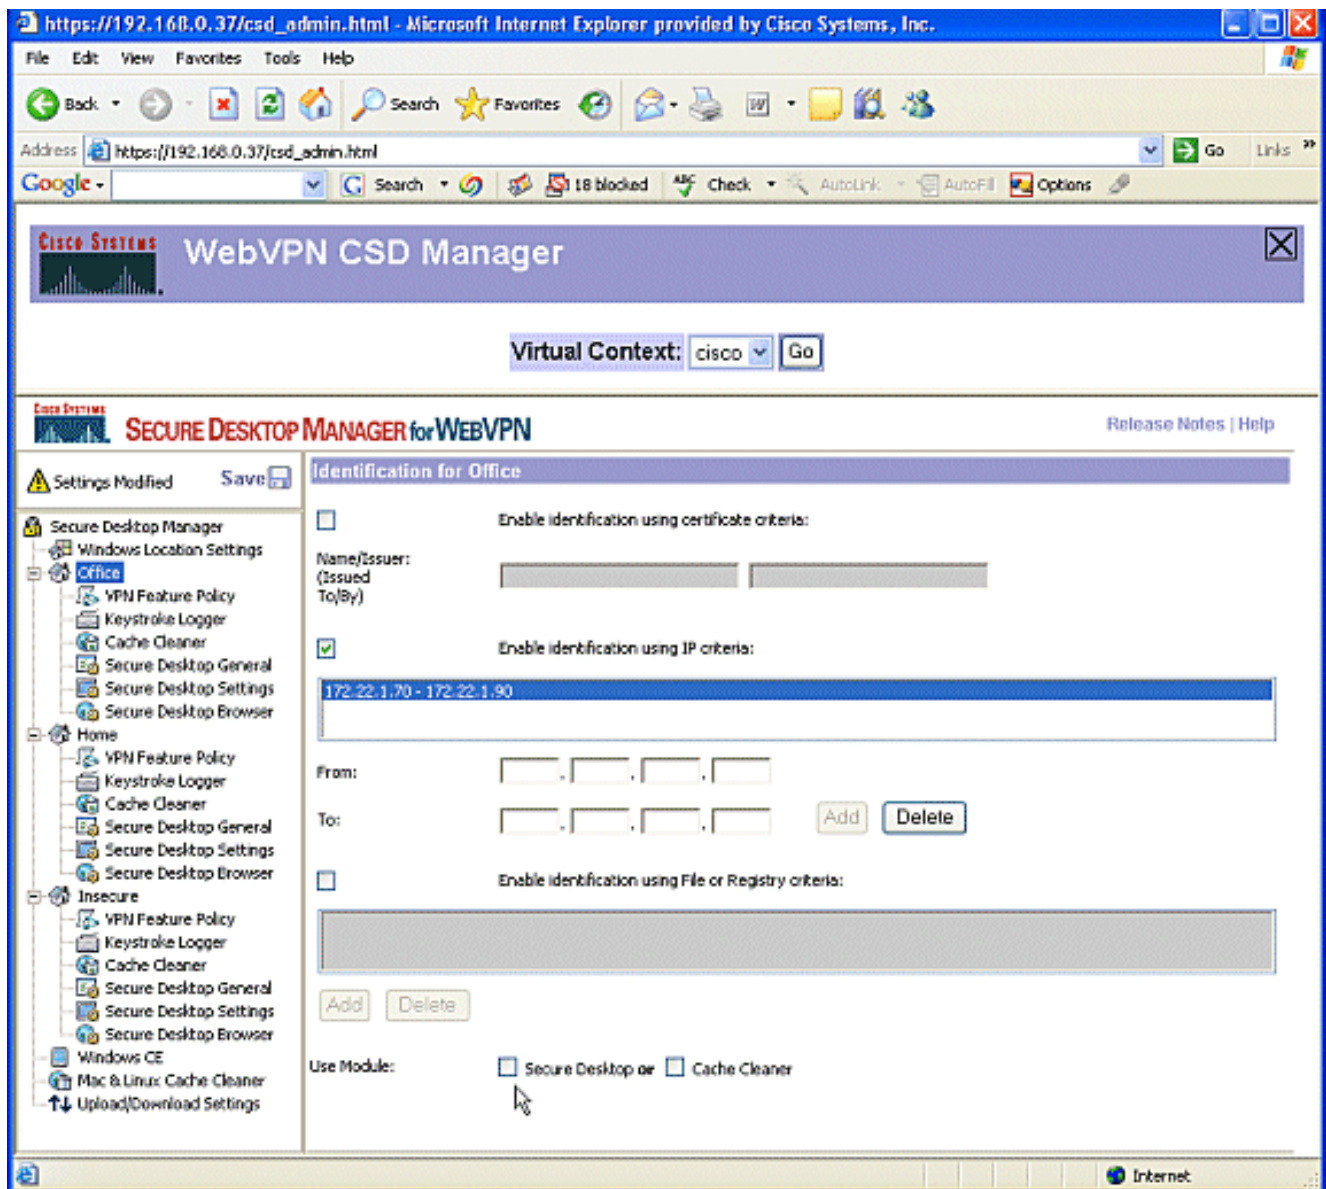 https://192.168.0.37/csd_admin.html - Microsoft Internet Explorer provided by Cisco Systems, Inc.
File Edit View Favorites Tools Help
Back Search Favorites W
Address https://192.168.0.37/csd_admin.html Go Links »
Google Search 18 blocked ABC Check AutoLink AutoFill Options
CISCO SYSTEMS
WebVPN CSD Manager
Virtual Context: cisco Go
CISCO SYSTEMS
SECURE DESKTOP MANAGER for WEBVPN
Release Notes | Help
Settings Modified Save
Identification for Office
Secure Desktop Manager
Windows Location Settings
Office
VPN Feature Policy
Keystroke Logger
Cache Cleaner
Secure Desktop General
Secure Desktop Settings
Secure Desktop Browser
Home
VPN Feature Policy
Keystroke Logger
Cache Cleaner
Secure Desktop General
Secure Desktop Settings
Secure Desktop Browser
Insecure
VPN Feature Policy
Keystroke Logger
Cache Cleaner
Secure Desktop General
Secure Desktop Settings
Secure Desktop Browser
Windows CE
Mac & Linux Cache Cleaner
Upload/Download Settings
Enable identification using certificate criteria:
Name/Issuer:
(Issued
To/By)
Enable identification using IP criteria:
172.22.1.70 - 172.22.1.90
From: . . .
To: . . . Add Delete
Enable identification using File or Registry criteria:
Add Delete
Use Module: Secure Desktop or Cache Cleaner
Internet